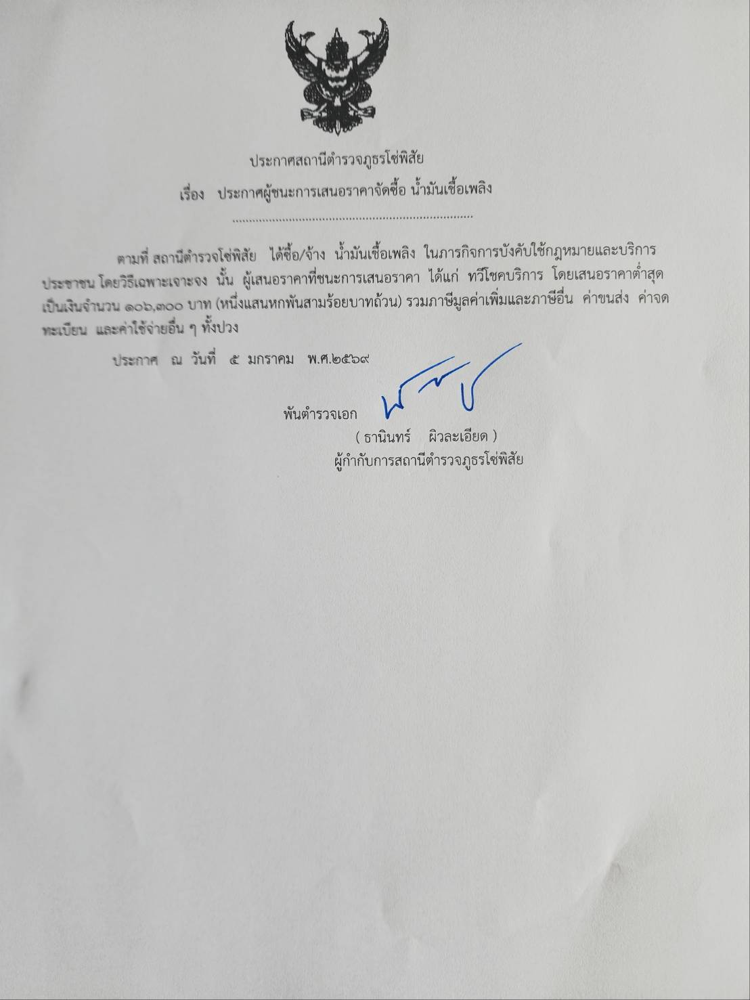 ประกาศสถานีตำรวจภูธรโซ่พิสัย
เรื่อง ประกาศผู้ชนะการเสนอราคาจัดซื้อ น้ำมันเชื้อเพลิง
......................................................................
ตามที่ สถานีตำรวจโซ่พิสัย ได้ซื้อ/จ้าง น้ำมันเชื้อเพลิง ในภารกิจการบังคับใช้กฎหมายและบริการ
ประชาชน โดยวิธีเฉพาะเจาะจง นั้น ผู้เสนอราคาที่ชนะการเสนอราคา ได้แก่ ทวีโชคบริการ โดยเสนอราคาต่ำสุด
เป็นเงินจำนวน ๑๐๖,๓๐๐ บาท (หนึ่งแสนหกพันสามร้อยบาทถ้วน) รวมภาษีมูลค่าเพิ่มและภาษีอื่น ค่าขนส่ง ค่าจด
ทะเบียน และค่าใช้จ่ายอื่น ๆ ทั้งปวง
ประกาศ ณ วันที่ ๕ มกราคม พ.ศ.๒๕๖๙
พันตำรวจเอก
( ธานินทร์ ผิวละเอียด )
ผู้กำกับการสถานีตำรวจภูธรโซ่พิสัย